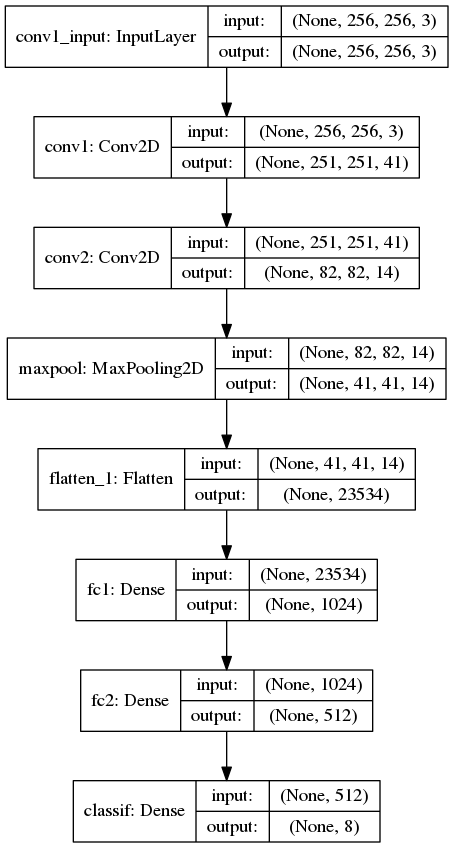 conv1_input: InputLayer
input: (None, 256, 256, 3)
output: (None, 256, 256, 3)
conv1: Conv2D
input: (None, 256, 256, 3)
output: (None, 251, 251, 41)
conv2: Conv2D
input: (None, 251, 251, 41)
output: (None, 82, 82, 14)
maxpool: MaxPooling2D
input: (None, 82, 82, 14)
output: (None, 41, 41, 14)
flatten_1: Flatten
input: (None, 41, 41, 14)
output: (None, 23534)
fc1: Dense
input: (None, 23534)
output: (None, 1024)
fc2: Dense
input: (None, 1024)
output: (None, 512)
classif: Dense
input: (None, 512)
output: (None, 8)